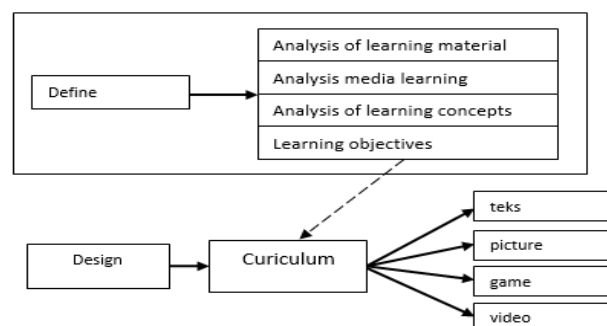 Analysis of learning material
Define
Analysis media learning
Analysis of learning concepts
Learning objectives
teks
Design
Curiculum
picture
game
video